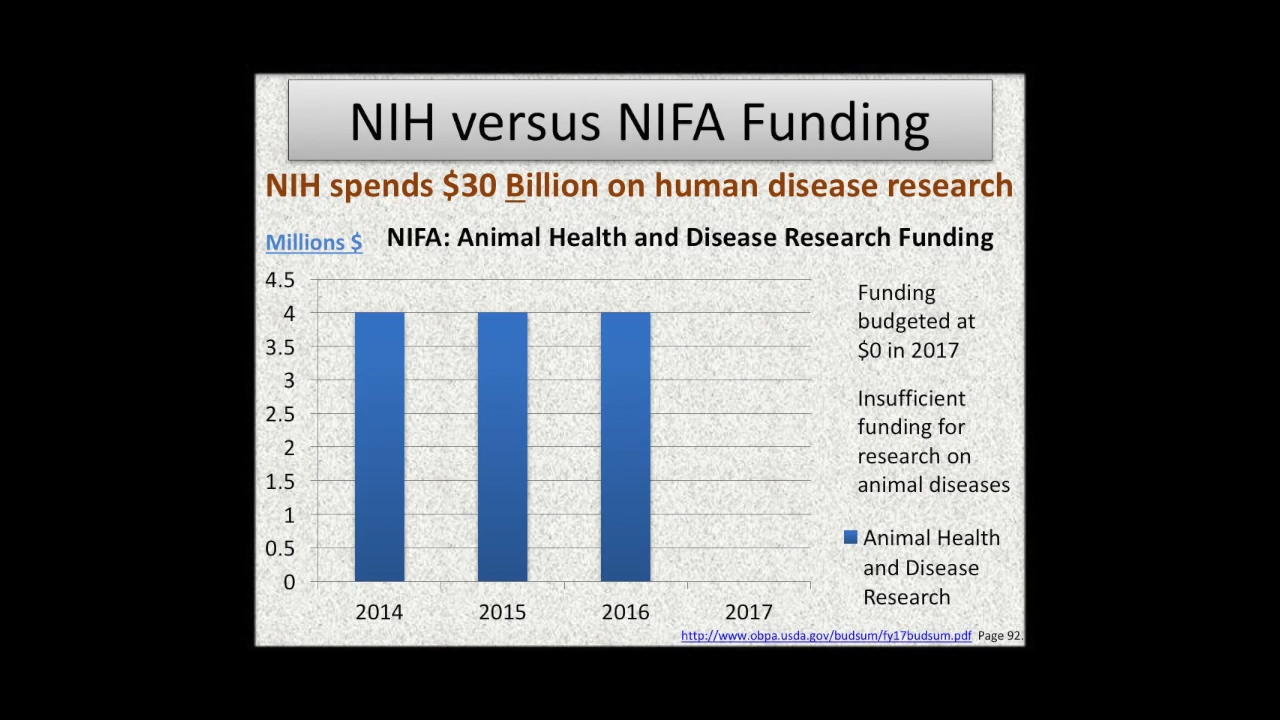 NIH versus NIFA Funding
NIH spends $30 Billion on human disease research
Millions $
NIFA: Animal Health and Disease Research Funding
4.5
4
3.5
3
2.5
2
1.5
1
0.5
0
2014
2015
2016
2017
Funding
budgeted at
$0 in 2017
Insufficient
funding for
research on
animal diseases
Animal Health
and Disease
Research
http://www.obpa.usda.gov/budsum/fy17budsum.pdf Page 92.